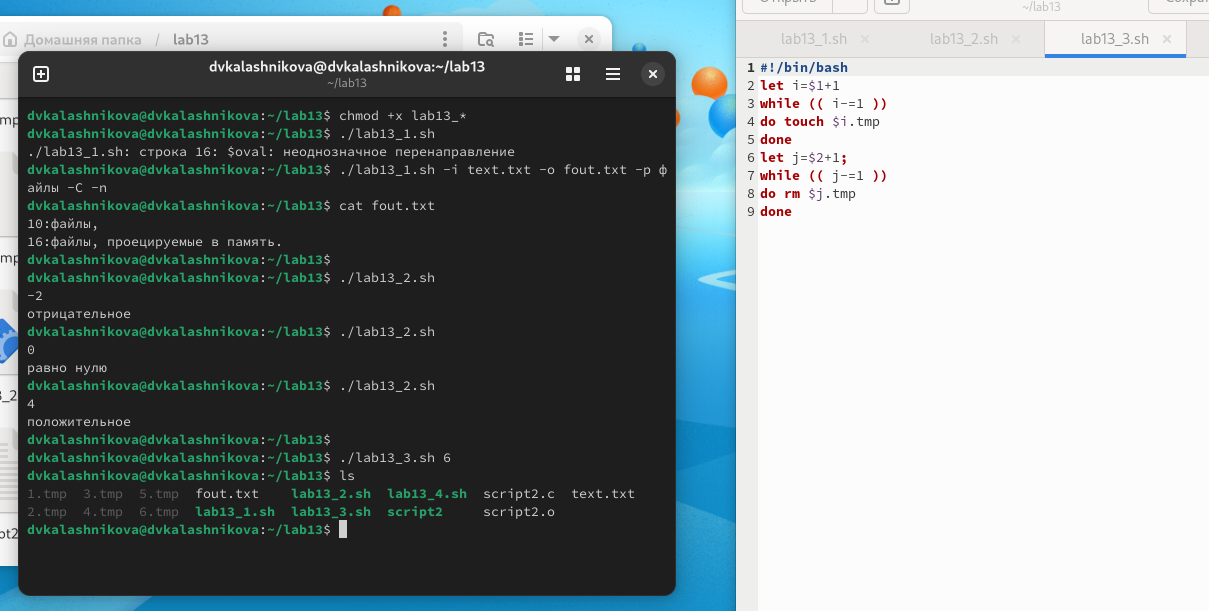 Домашняя папка / lab13
dvkalashnikova@dvkalashnikova:~/lab13
~/lab13
dvkalashnikova@dvkalashnikova:~/lab13$ chmod +x lab13_*
dvkalashnikova@dvkalashnikova:~/lab13$ ./lab13_1.sh
./lab13_1.sh: строка 16: $oval: неоднозначное перенаправление
dvkalashnikova@dvkalashnikova:~/lab13$ ./lab13_1.sh -i text.txt -o fout.txt -p ф
айлы -C -n
dvkalashnikova@dvkalashnikova:~/lab13$ cat fout.txt
10:файлы,
16:файлы, проецируемые в память.
dvkalashnikova@dvkalashnikova:~/lab13$
dvkalashnikova@dvkalashnikova:~/lab13$ ./lab13_2.sh
-2
отрицательное
dvkalashnikova@dvkalashnikova:~/lab13$ ./lab13_2.sh
0
равно нулю
dvkalashnikova@dvkalashnikova:~/lab13$ ./lab13_2.sh
4
положительное
dvkalashnikova@dvkalashnikova:~/lab13$
dvkalashnikova@dvkalashnikova:~/lab13$ ./lab13_3.sh 6
dvkalashnikova@dvkalashnikova:~/lab13$ ls
1.tmp 3.tmp 5.tmp fout.txt lab13_2.sh lab13_4.sh script2.c text.txt
2.tmp 4.tmp 6.tmp lab13_1.sh lab13_3.sh script2 script2.o
dvkalashnikova@dvkalashnikova:~/lab13$
~/lab13
lab13_1.sh lab13_2.sh lab13_3.sh
1 #!/bin/bash
2 let i=$1+1
3 while (( i-=1 ))
4 do touch $i.tmp
5 done
6 let j=$2+1;
7 while (( j-=1 ))
8 do rm $j.tmp
9 done